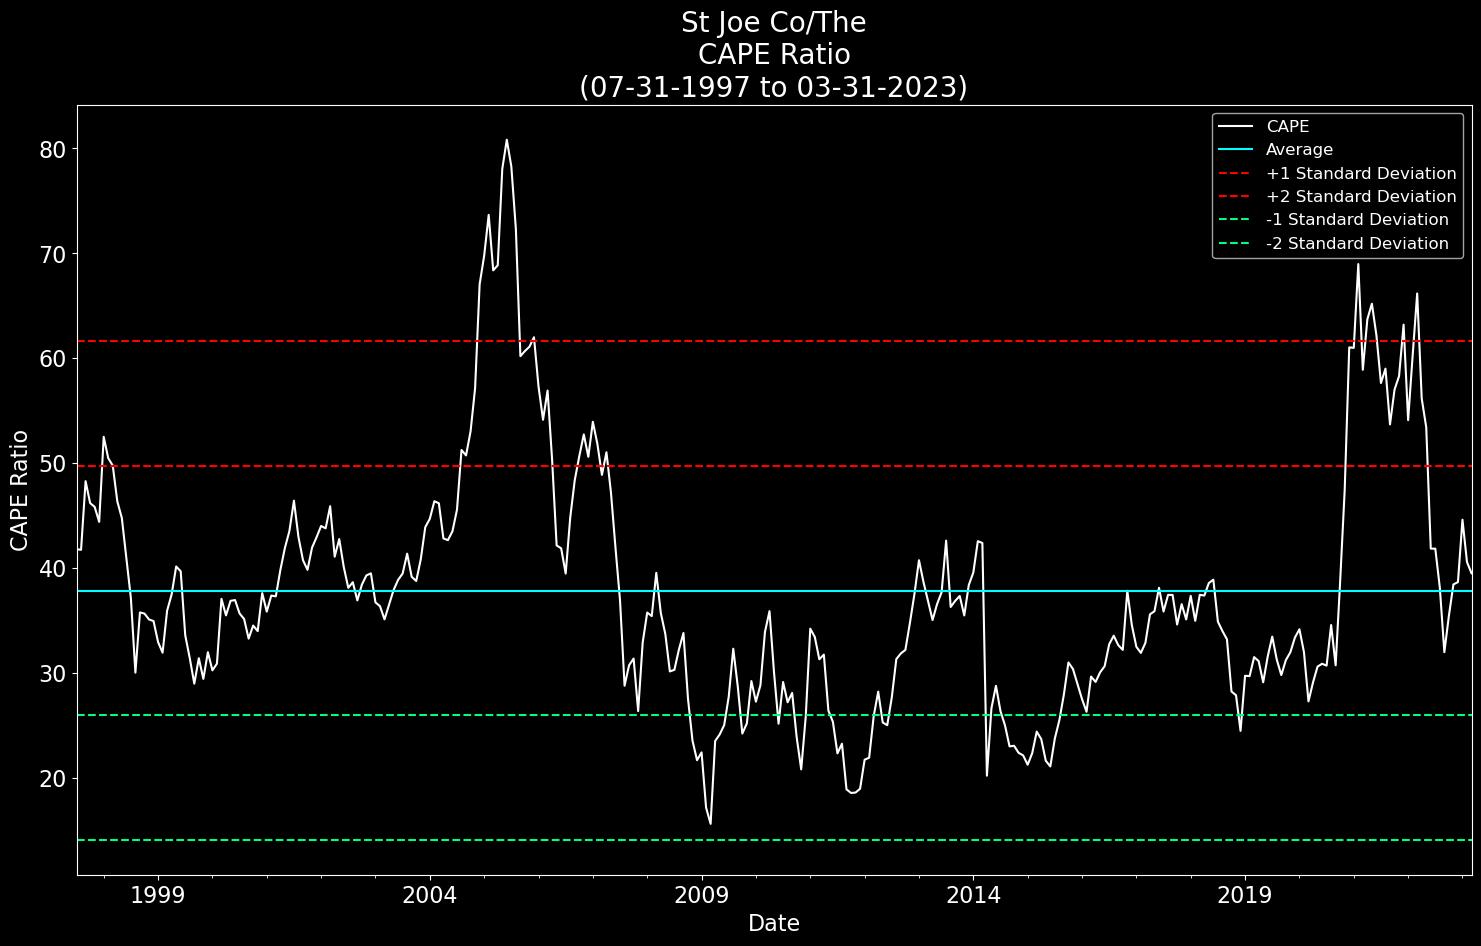 St Joe Co/The
CAPE Ratio
(07-31-1997 to 03-31-2023)
CAPE
Average
+1 Standard Deviation
+2 Standard Deviation
-1 Standard Deviation
-2 Standard Deviation
CAPE Ratio
80
70
60
50
40
30
20
1999 2004 2009 2014 2019
Date